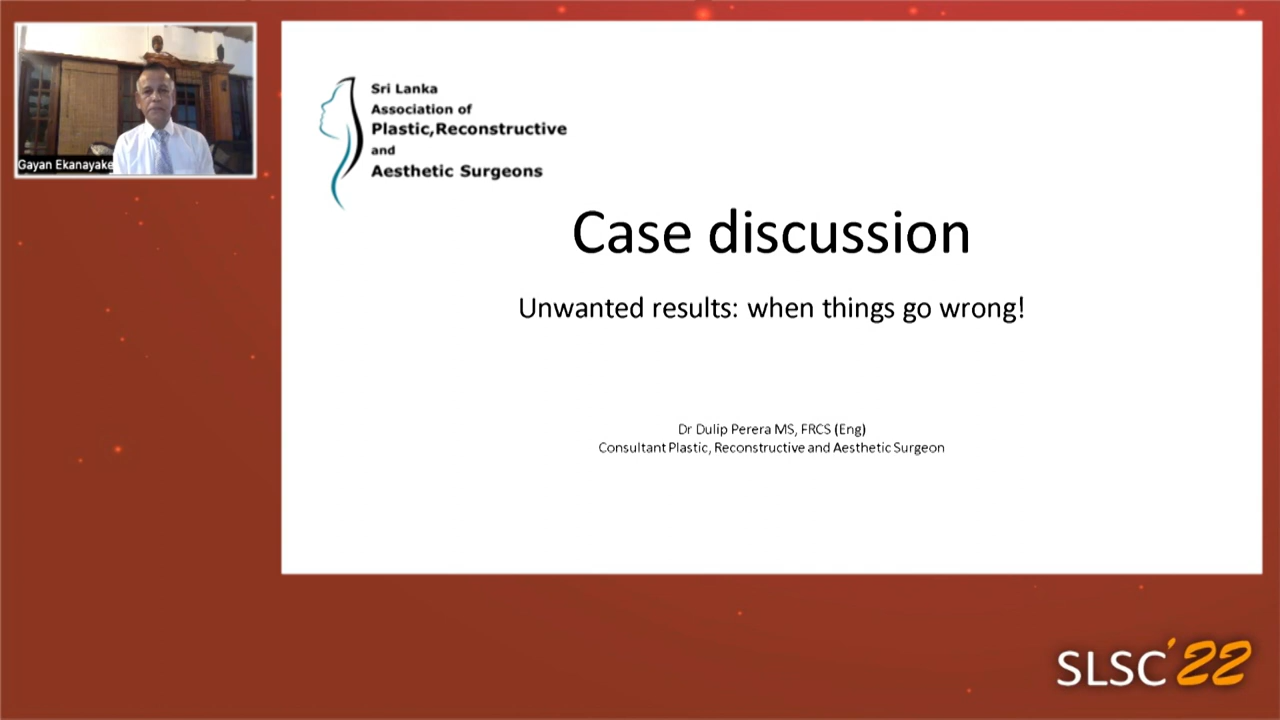 Gayan Ekanayake
Sri Lanka
Association of
Plastic,Reconstructive
and
Aesthetic Surgeons
Case discussion
Unwanted results: when things go wrong!
Dr Dulip Perera MS, FRCS (Eng)
Consultant Plastic, Reconstructive and Aesthetic Surgeon
SLSC'22